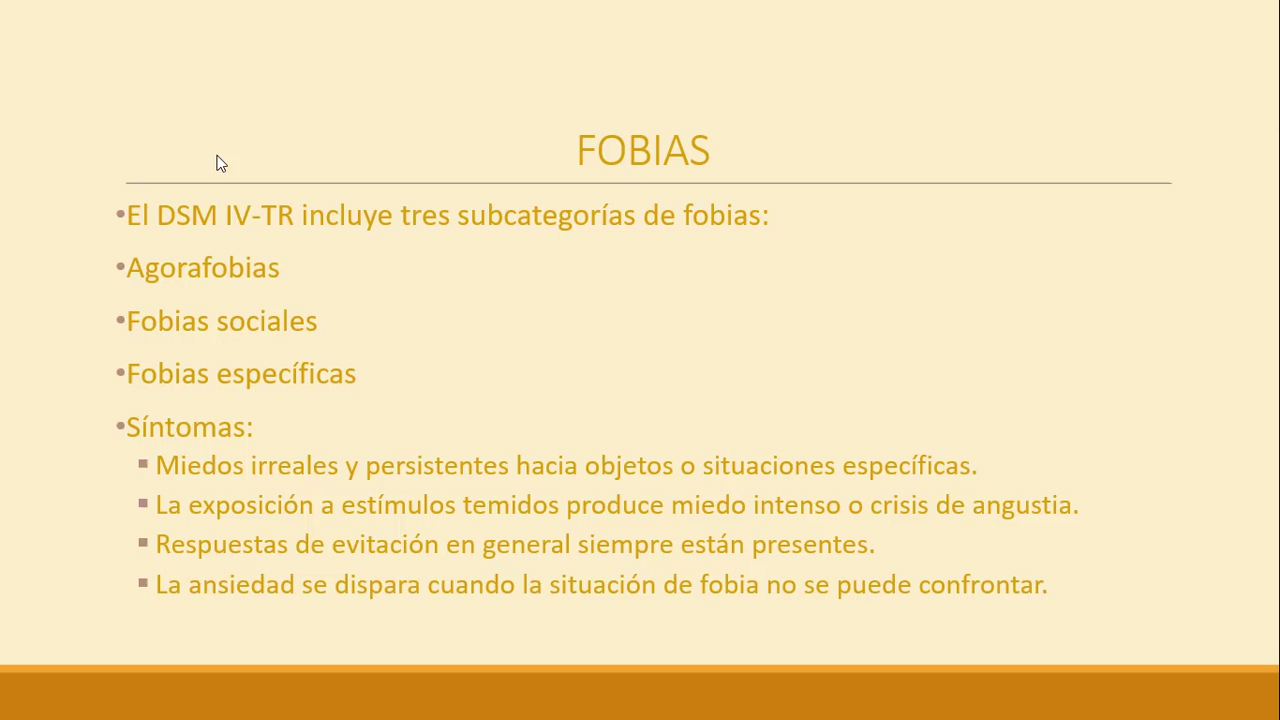 FOBIAS
•El DSM IV-TR incluye tres subcategorías de fobias:
•Agorafobias
•Fobias sociales
•Fobias específicas
•Síntomas:
▪ Miedos irreales y persistentes hacia objetos o situaciones específicas.
▪ La exposición a estímulos temidos produce miedo intenso o crisis de angustia.
▪ Respuestas de evitación en general siempre están presentes.
▪ La ansiedad se dispara cuando la situación de fobia no se puede confrontar.